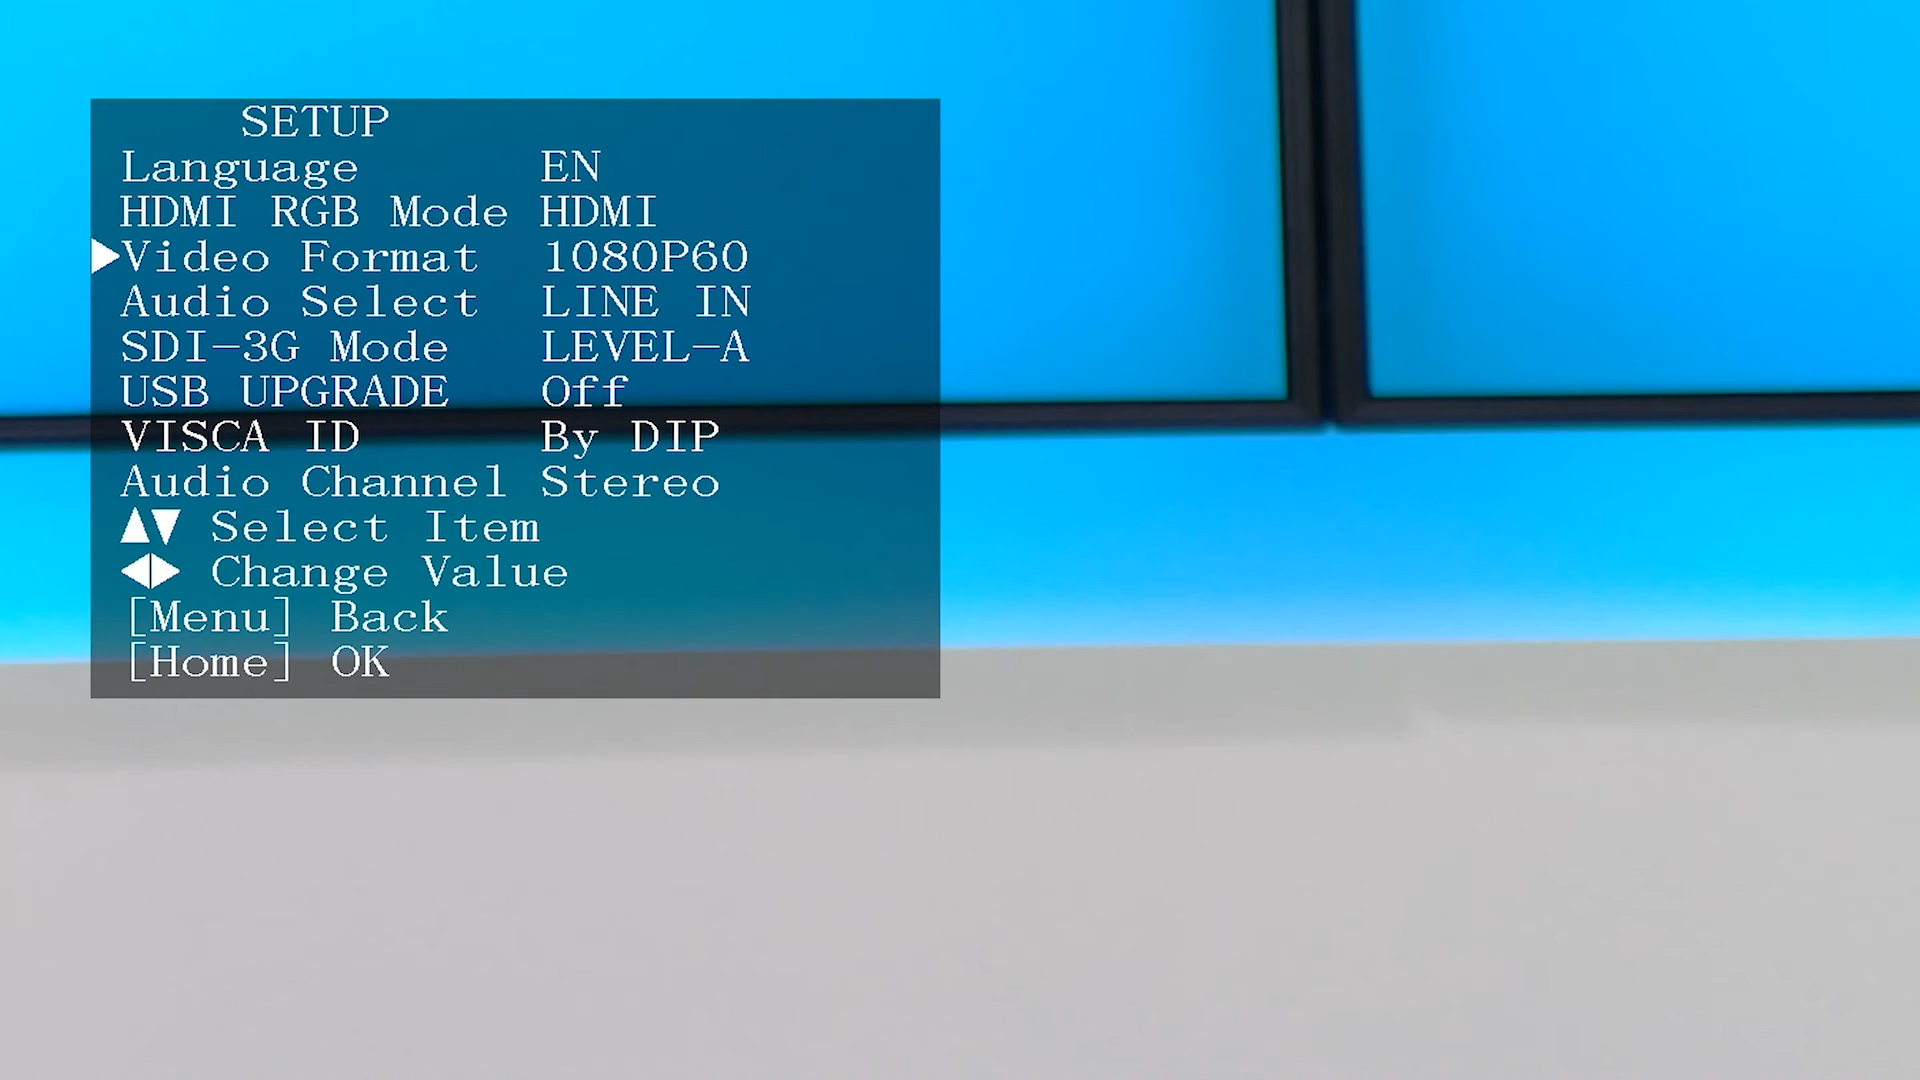 SETUP
Language EN
HDMI RGB Mode HDMI
▶Video Format 1080P60
Audio Select LINE IN
SDI-3G Mode LEVEL-A
USB UPGRADE Off
VISCA ID By DIP
Audio Channel Stereo
▲▼ Select Item
◀▶ Change Value
[Menu] Back
[Home] OK